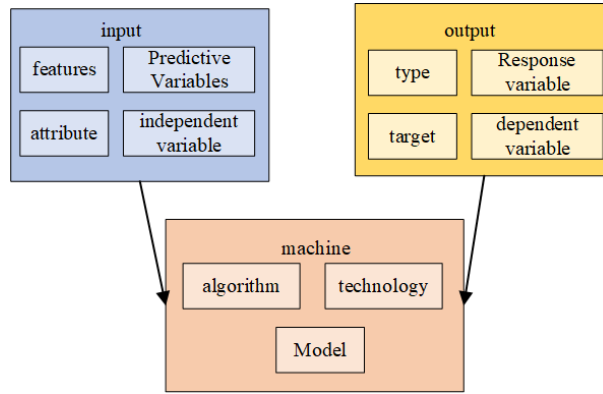 input
features
Predictive
Variables
attribute
independent
variable
output
type
Response
variable
target
dependent
variable
machine
algorithm
technology
Model